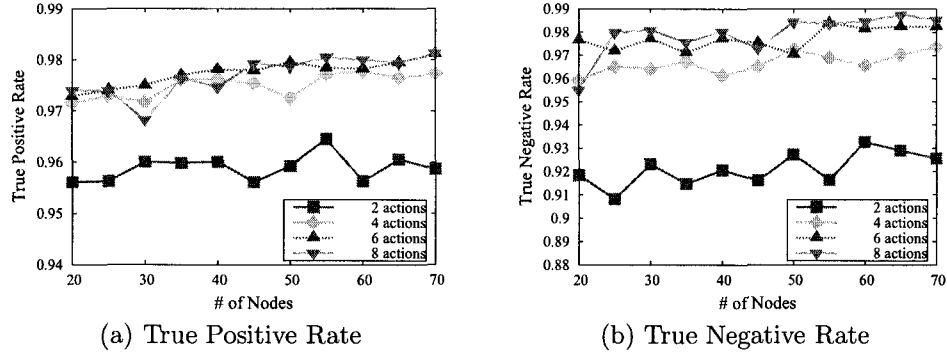 0.99
0.98
0.97
0.96
0.95
0.94
True Positive Rate
20 30 40 50 60 70
# of Nodes
2 actions
4 actions
6 actions
8 actions
(a) True Positive Rate
0.99
0.98
0.97
0.96
0.95
0.94
0.93
0.92
0.91
0.9
0.89
0.88
True Negative Rate
20 30 40 50 60 70
# of Nodes
2 actions
4 actions
6 actions
8 actions
(b) True Negative Rate